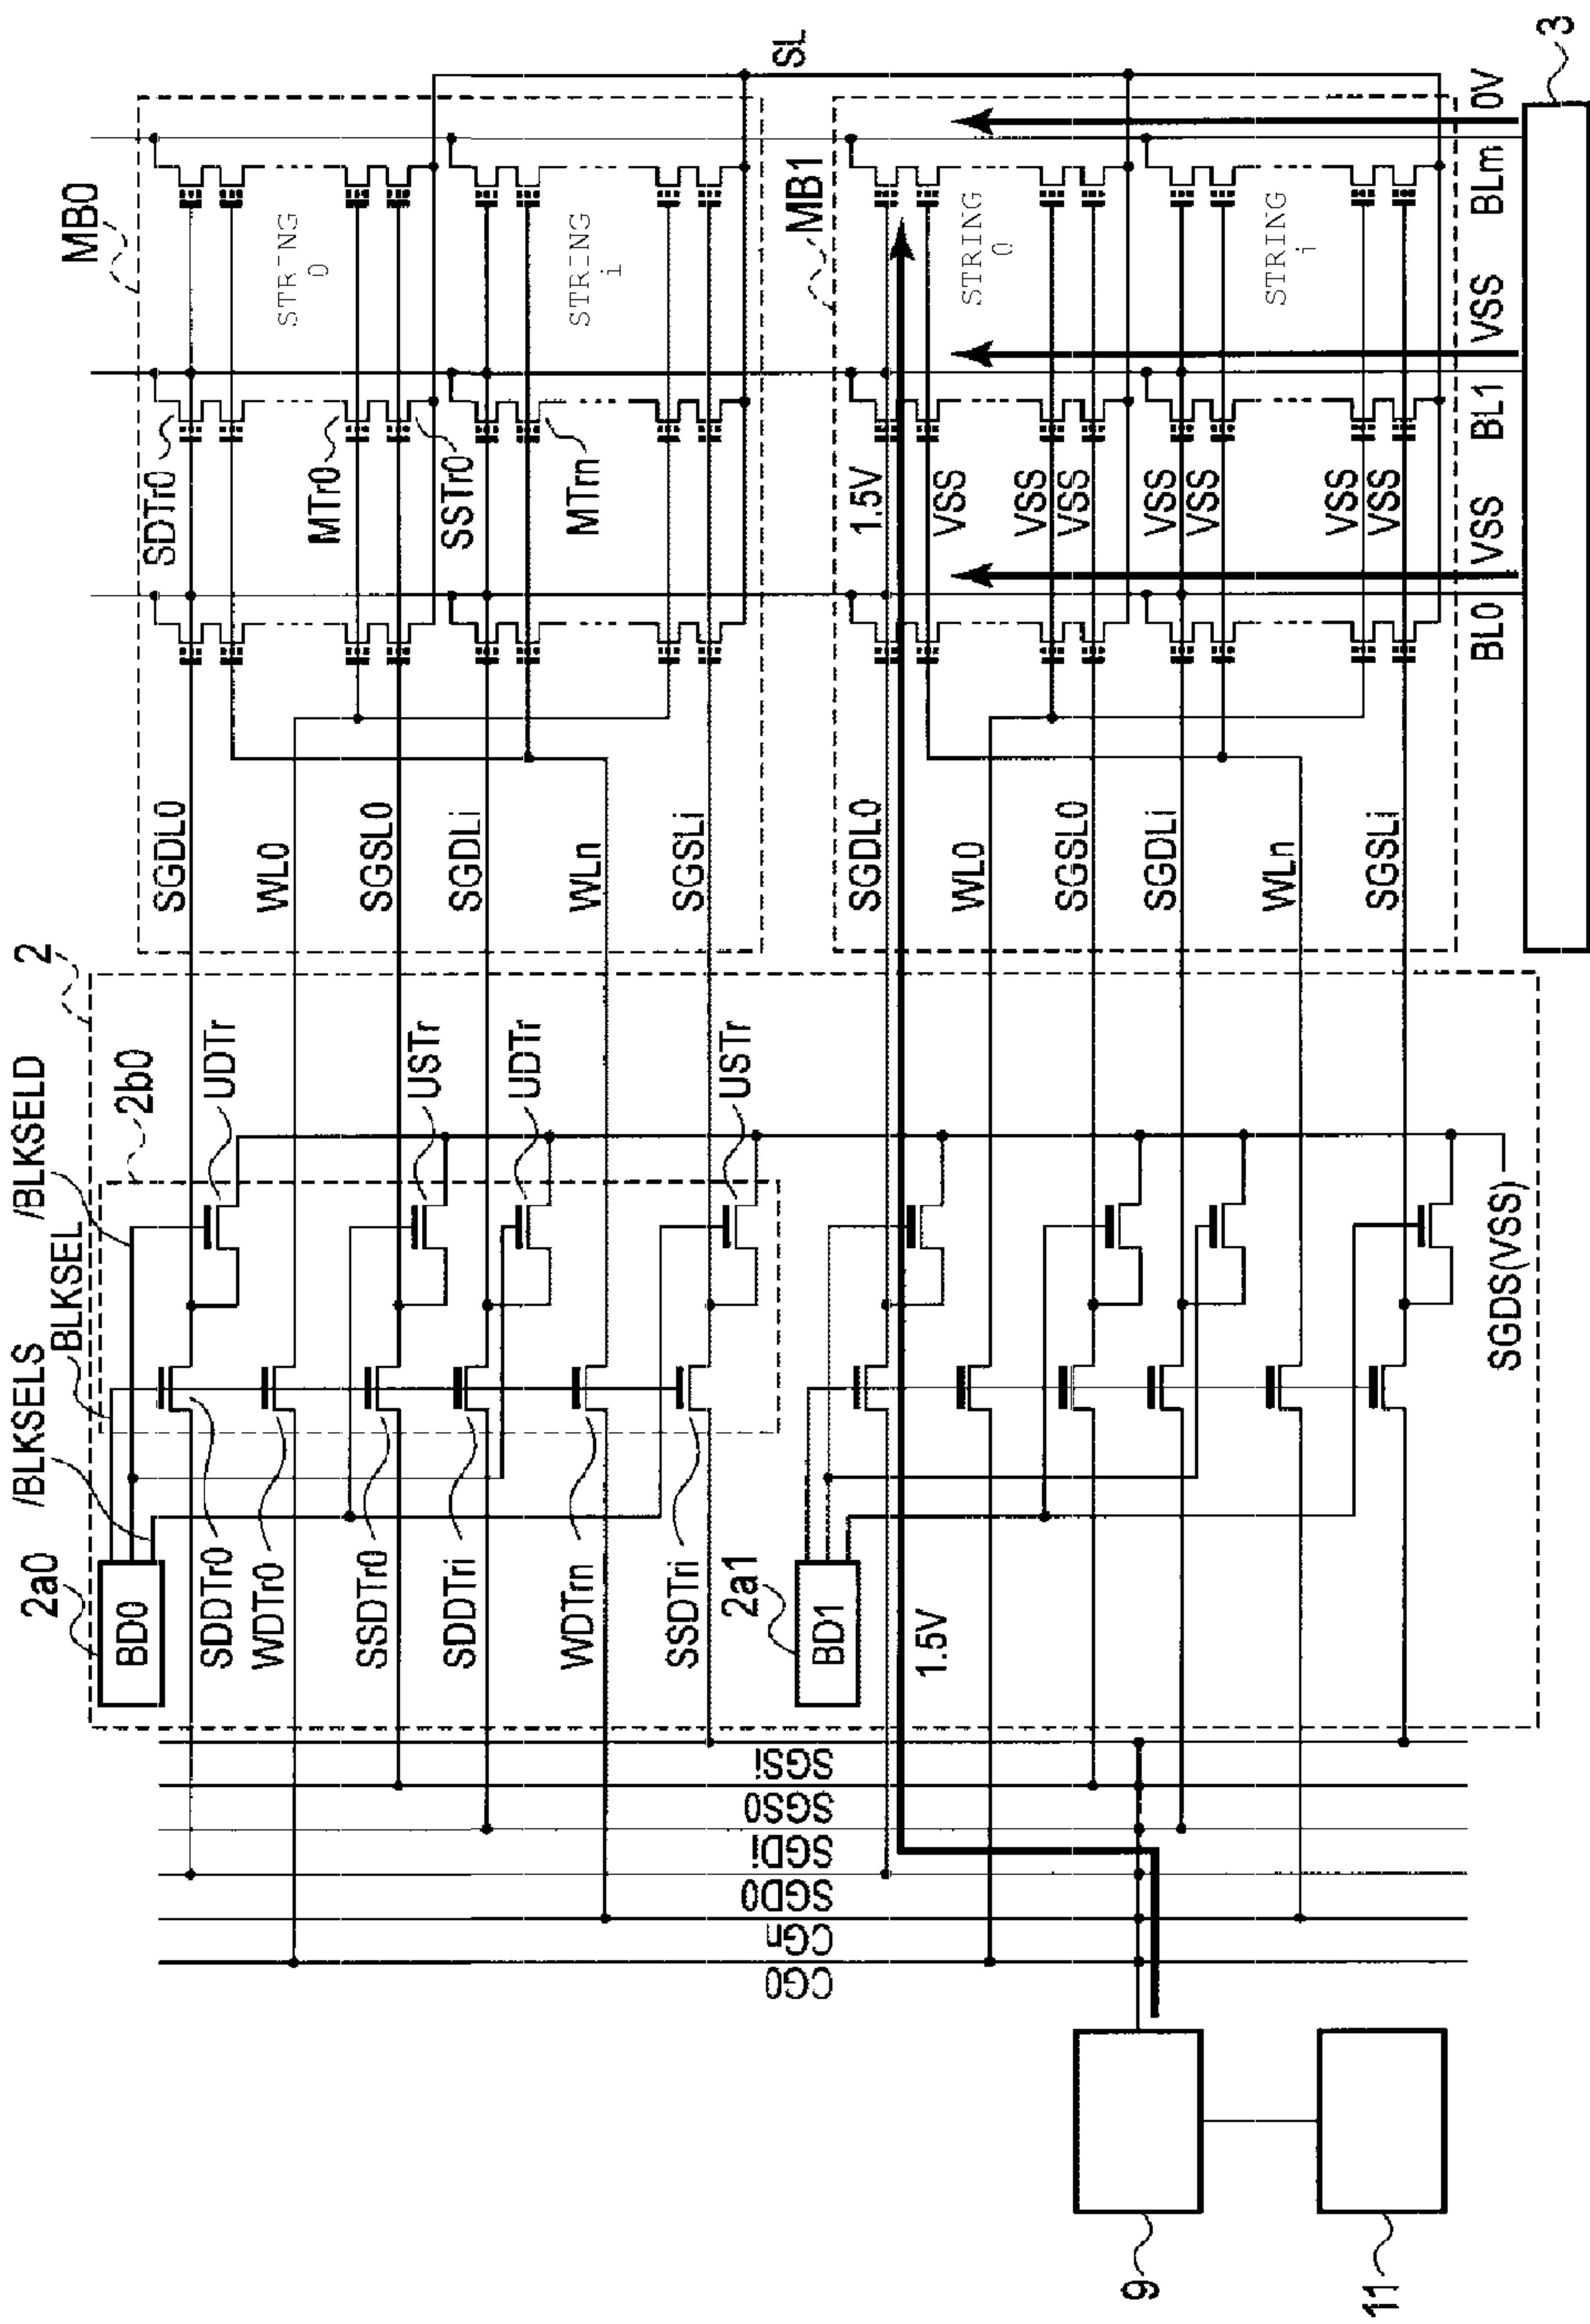 MB0
SDTr0
MTr0
SSTr0
MTrn
STRING
0
STRING
i
SL
SGDL0
WL0
SGSL0
SGDLi
WLn
SGSLi
2
/BLKSELD
BLKSEL
/BLKSELS
2b0
UDTr
USTr
UDTr
USTr
2a0
BD0
SDDTr0
WDTr0
SSDTr0
SDDTri
WDTrn
SSDTri
MB1
1.5V
VSS
VSS
VSS
VSS
VSS
VSS
VSS
STRING
0
STRING
i
SGDL0
WL0
SGSL0
SGDLi
WLn
SGSLi
2a1
BD1
1.5V
SGDS(VSS)
SGSi
SGS0
SGDi
SGD0
CGn
CG0
BL0
VSS
BL1
VSS
BLm
0V
3
9
11